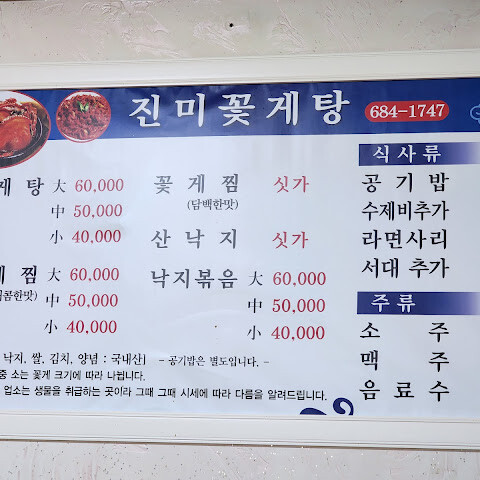 진미꽃게탕 684-1747
게탕 大 60,000
中 50,000
小 40,000
찜 大 60,000
콤한맛) 中 50,000
小 40,000
꽃게찜 싯가
(담백한맛)
산낙지 싯가
낙지볶음 大 60,000
中 50,000
小 40,000
식사류
공기밥
수제비추가
라면사리
서대 추가
주류
소주
맥주
음료수
낙지, 쌀, 김치, 양념 : 국내산) - 공기밥은 별도입니다. -
중 소는 꽃게 크기에 따라 나뉩니다.
업소는 생물을 취급하는 곳이라 그때 그때 시세에 따라 다름을 알려드립니다.